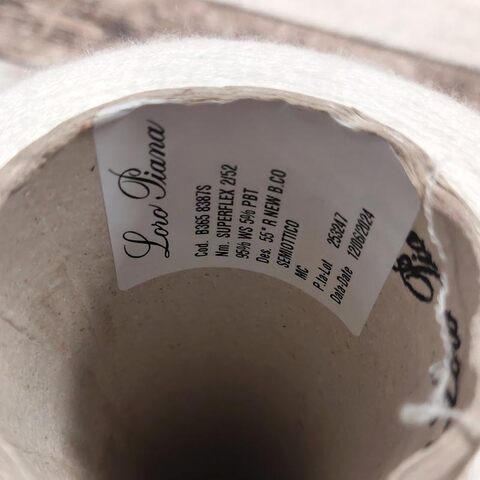 Loro Piana
Cod. B365 8387S
Nm. SUPERFLEX 2/52
95% WS 5% PBT
Des. 55° R NEW B.CO
SEMIOTTICO
MC
P.ta-Lot 253247
Data-Date 12/06/2024